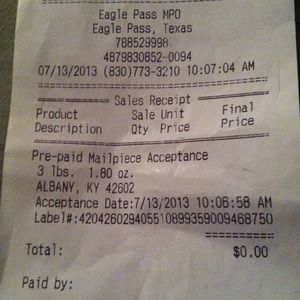 Eagle Pass MPO
Eagle Pass, Texas
788529998
4879830852-0094
07/13/2013 (830)773-3210 10:07:04 AM
Sales Receipt
Product Sale Unit Final
Description Qty Price Price
Pre-paid Mailpiece Acceptance
3 lbs. 1.80 oz.
ALBANY, KY 42602
Acceptance Date:7/13/2013 10:06:58 AM
Label#:420426029405510899359009468750
Total: $0.00
Paid by: